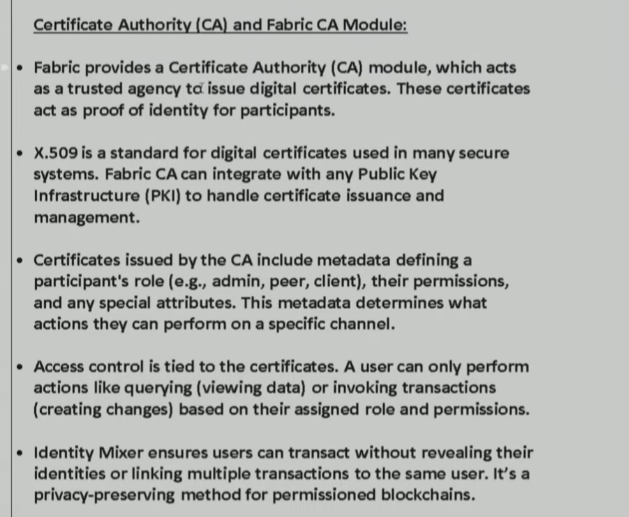 Certificate Authority (CA) and Fabric CA Module:
• Fabric provides a Certificate Authority (CA) module, which acts
as a trusted agency to issue digital certificates. These certificates
act as proof of identity for participants.
• X.509 is a standard for digital certificates used in many secure
systems. Fabric CA can integrate with any Public Key
Infrastructure (PKI) to handle certificate issuance and
management.
• Certificates issued by the CA include metadata defining a
participant's role (e.g., admin, peer, client), their permissions,
and any special attributes. This metadata determines what
actions they can perform on a specific channel.
• Access control is tied to the certificates. A user can only perform
actions like querying (viewing data) or invoking transactions
(creating changes) based on their assigned role and permissions.
• Identity Mixer ensures users can transact without revealing their
identities or linking multiple transactions to the same user. It's a
privacy-preserving method for permissioned blockchains.